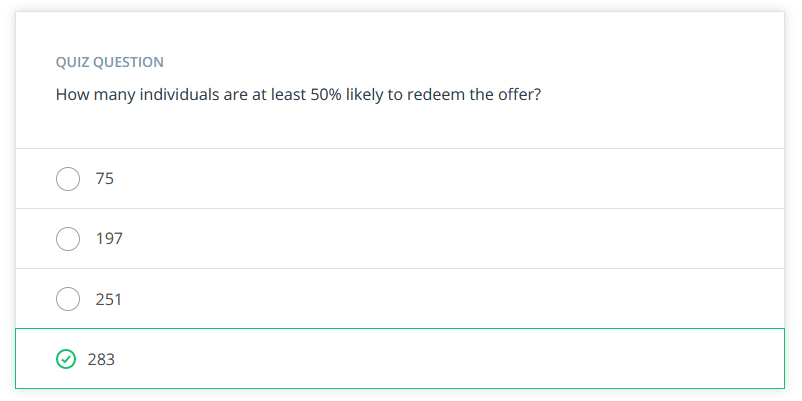 QUIZ QUESTION
How many individuals are at least 50% likely to redeem the offer?
75
197
251
283